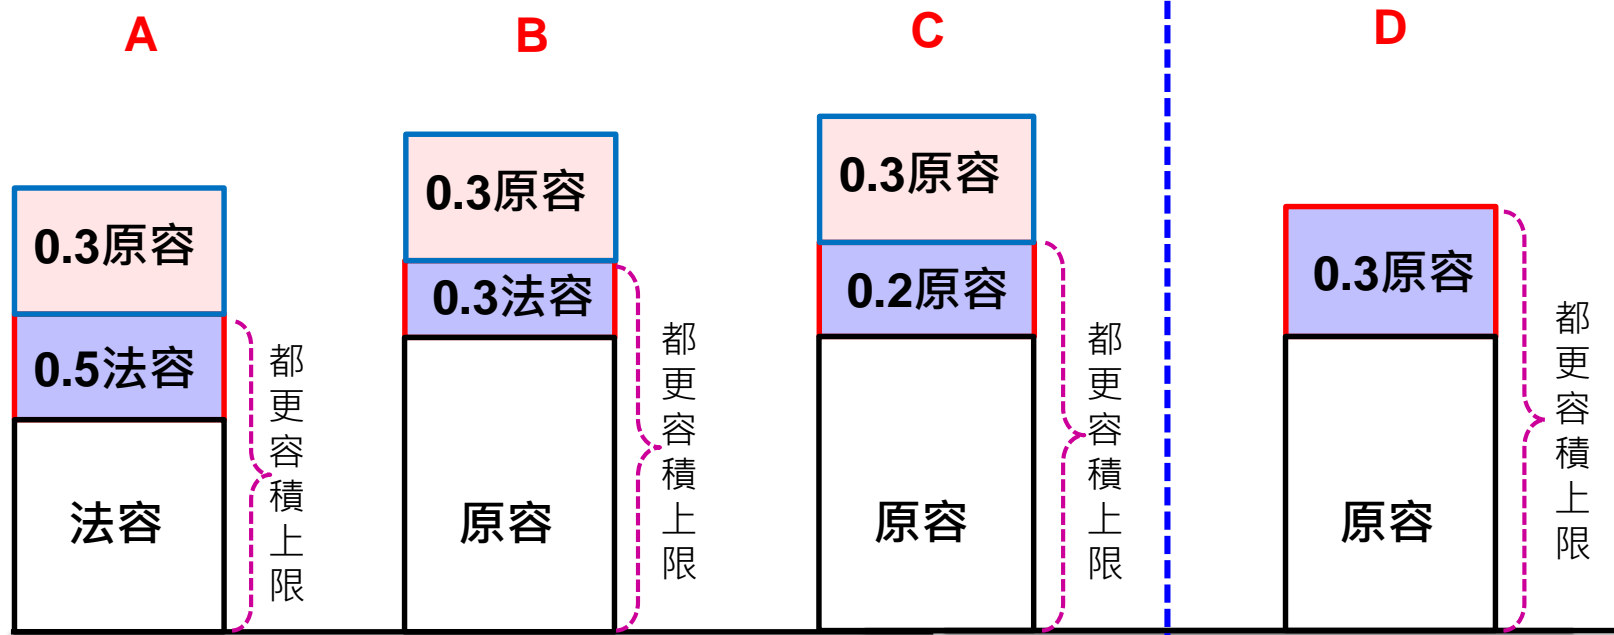 A
0.3原容
0.5法容
法容
都更容積上限
B
0.3原容
0.3法容
原容
都更容積上限
C
0.3原容
0.2原容
原容
都更容積上限
D
0.3原容
原容
都更容積上限